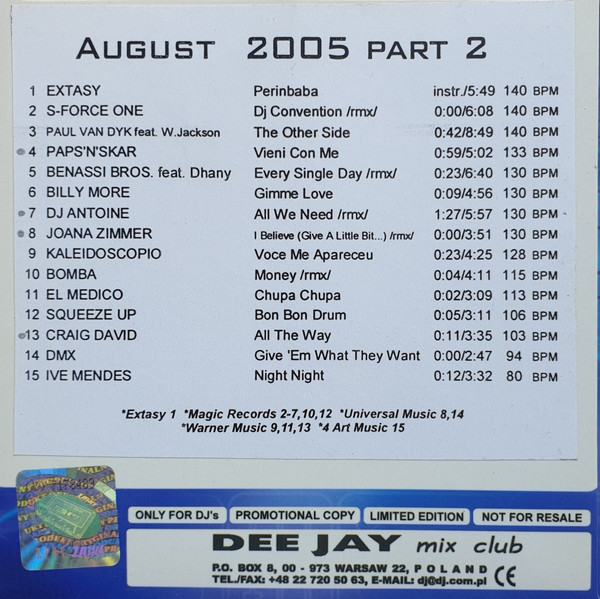 AUGUST 2005 PART 2
1 EXTASY Perinbaba instr./5:49 140 BPM
2 S-FORCE ONE Dj Convention /rmx/ 0:00/6:08 140 BPM
3 PAUL VAN DYK feat. W.Jackson The Other Side 0:42/8:49 140 BPM
4 PAPS'N'SKAR Vieni Con Me 0:59/5:02 133 BPM
5 BENASSI BROS. feat. Dhany Every Single Day /rmx/ 0:23/6:40 130 BPM
6 BILLY MORE Gimme Love 0:09/4:56 130 BPM
7 DJ ANTOINE All We Need /rmx/ 1:27/5:57 130 BPM
8 JOANA ZIMMER I Believe (Give A Little Bit...) /rmx/ 0:00/3:51 130 BPM
9 KALEIDOSCOPIO Voce Me Apareceu 0:23/4:25 128 BPM
10 BOMBA Money /rmx/ 0:04/4:11 115 BPM
11 EL MEDICO Chupa Chupa 0:02/3:09 113 BPM
12 SQUEEZE UP Bon Bon Drum 0:05/3:11 106 BPM
13 CRAIG DAVID All The Way 0:11/3:35 103 BPM
14 DMX Give 'Em What They Want 0:00/2:47 94 BPM
15 IVE MENDES Night Night 0:12/3:32 80 BPM
*Extasy 1 *Magic Records 2-7,10,12 *Universal Music 8,14
*Warner Music 9,11,13 *4 Art Music 15
ONLY FOR DJ's PROMOTIONAL COPY LIMITED EDITION NOT FOR RESALE
DEE JAY mix club
P.O. BOX 8, 00 - 973 WARSAW 22, POLAND
TEL./FAX: +48 22 720 50 63, E-MAIL: dj@dj.com.pl CE